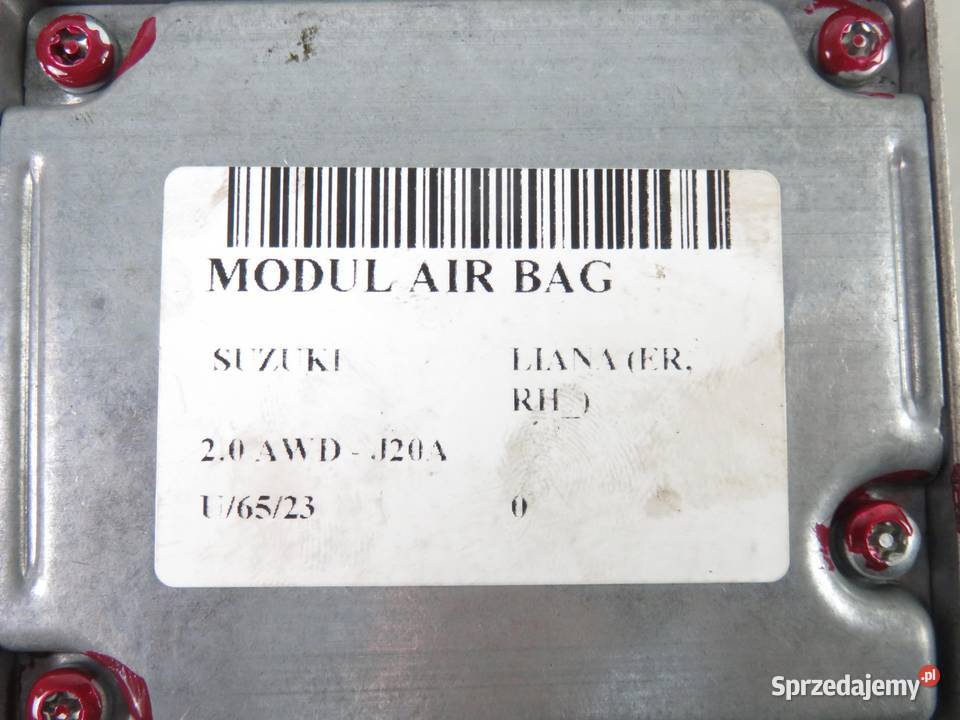 MODUL AIR BAG
SUZUKI LIANA (ER,
RH_)
2.0 AWD - J20A
U/65/23 0
Sprzedajemy.pl